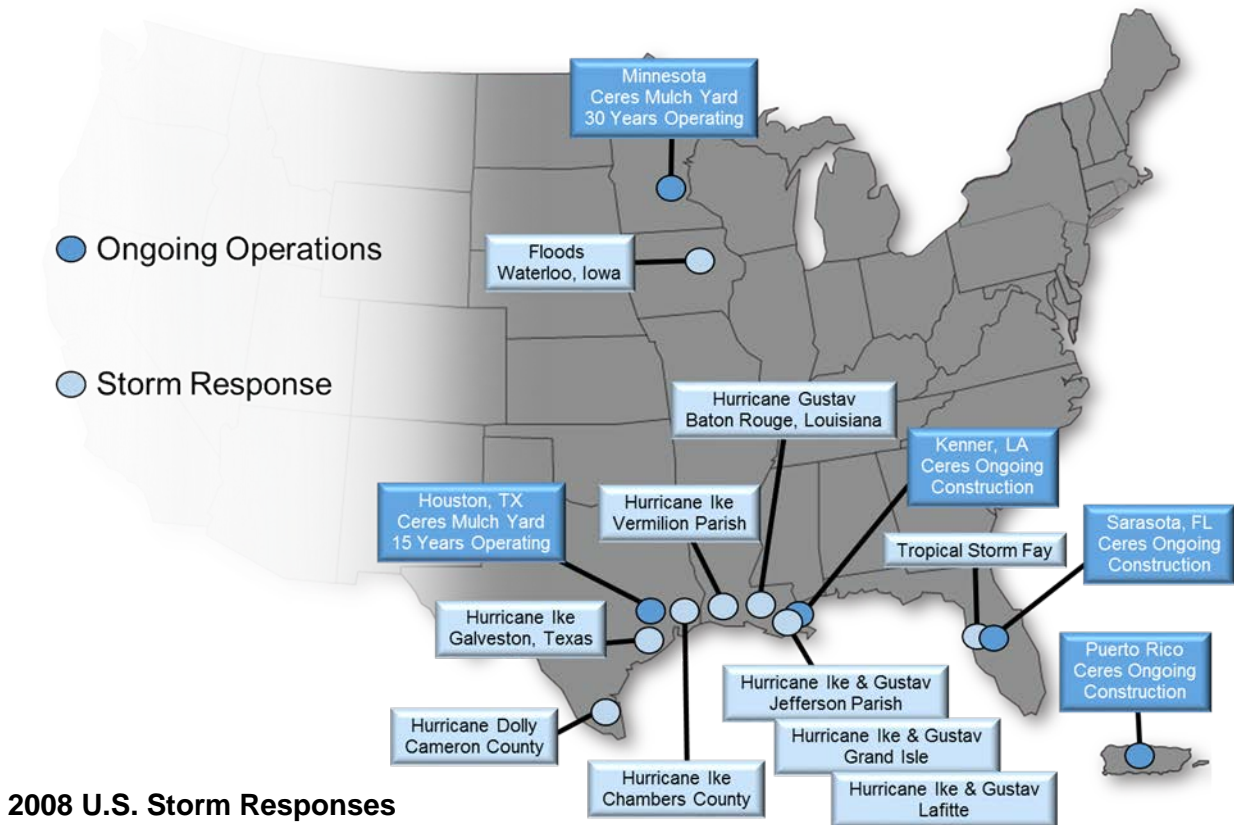 Minnesota
Ceres Mulch Yard
30 Years Operating
Ongoing Operations
Floods
Waterloo, Iowa
Storm Response
Hurricane Gustav
Baton Rouge, Louisiana
Kenner, LA
Ceres Ongoing
Construction
Houston, TX
Ceres Mulch Yard
15 Years Operating
Hurricane Ike
Vermilion Parish
Sarasota, FL
Ceres Ongoing
Construction
Tropical Storm Fay
Hurricane Ike
Galveston, Texas
Puerto Rico
Ceres Ongoing
Construction
Hurricane Ike & Gustav
Jefferson Parish
Hurricane Dolly
Cameron County
Hurricane Ike & Gustav
Grand Isle
Hurricane Ike
Chambers County
Hurricane Ike & Gustav
Lafitte
2008 U.S. Storm Responses